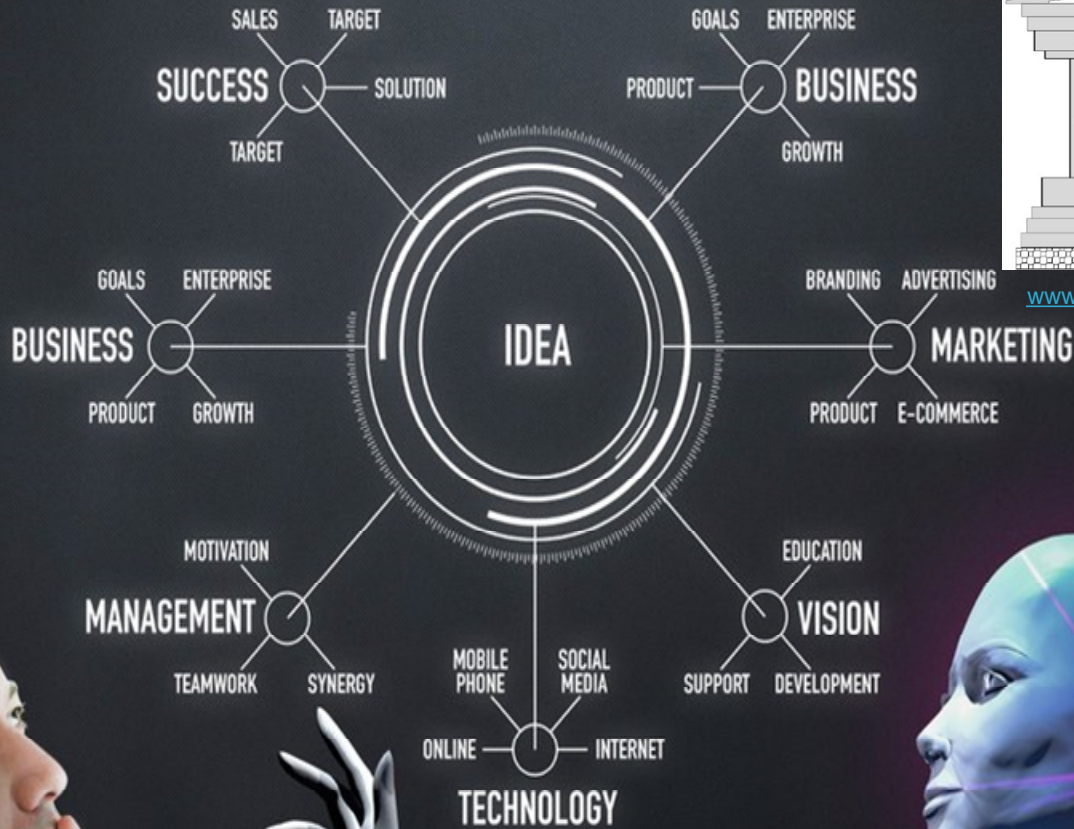 SALES TARGET
SUCCESS SOLUTION
TARGET
GOALS ENTERPRISE
PRODUCT BUSINESS
GROWTH
GOALS ENTERPRISE
BUSINESS
PRODUCT GROWTH
IDEA
BRANDING ADVERTISING
www
MARKETING
PRODUCT E-COMMERCE
MOTIVATION
MANAGEMENT
TEAMWORK SYNERGY
MOBILE
PHONE
SOCIAL
MEDIA
ONLINE INTERNET
TECHNOLOGY
EDUCATION
VISION
SUPPORT DEVELOPMENT